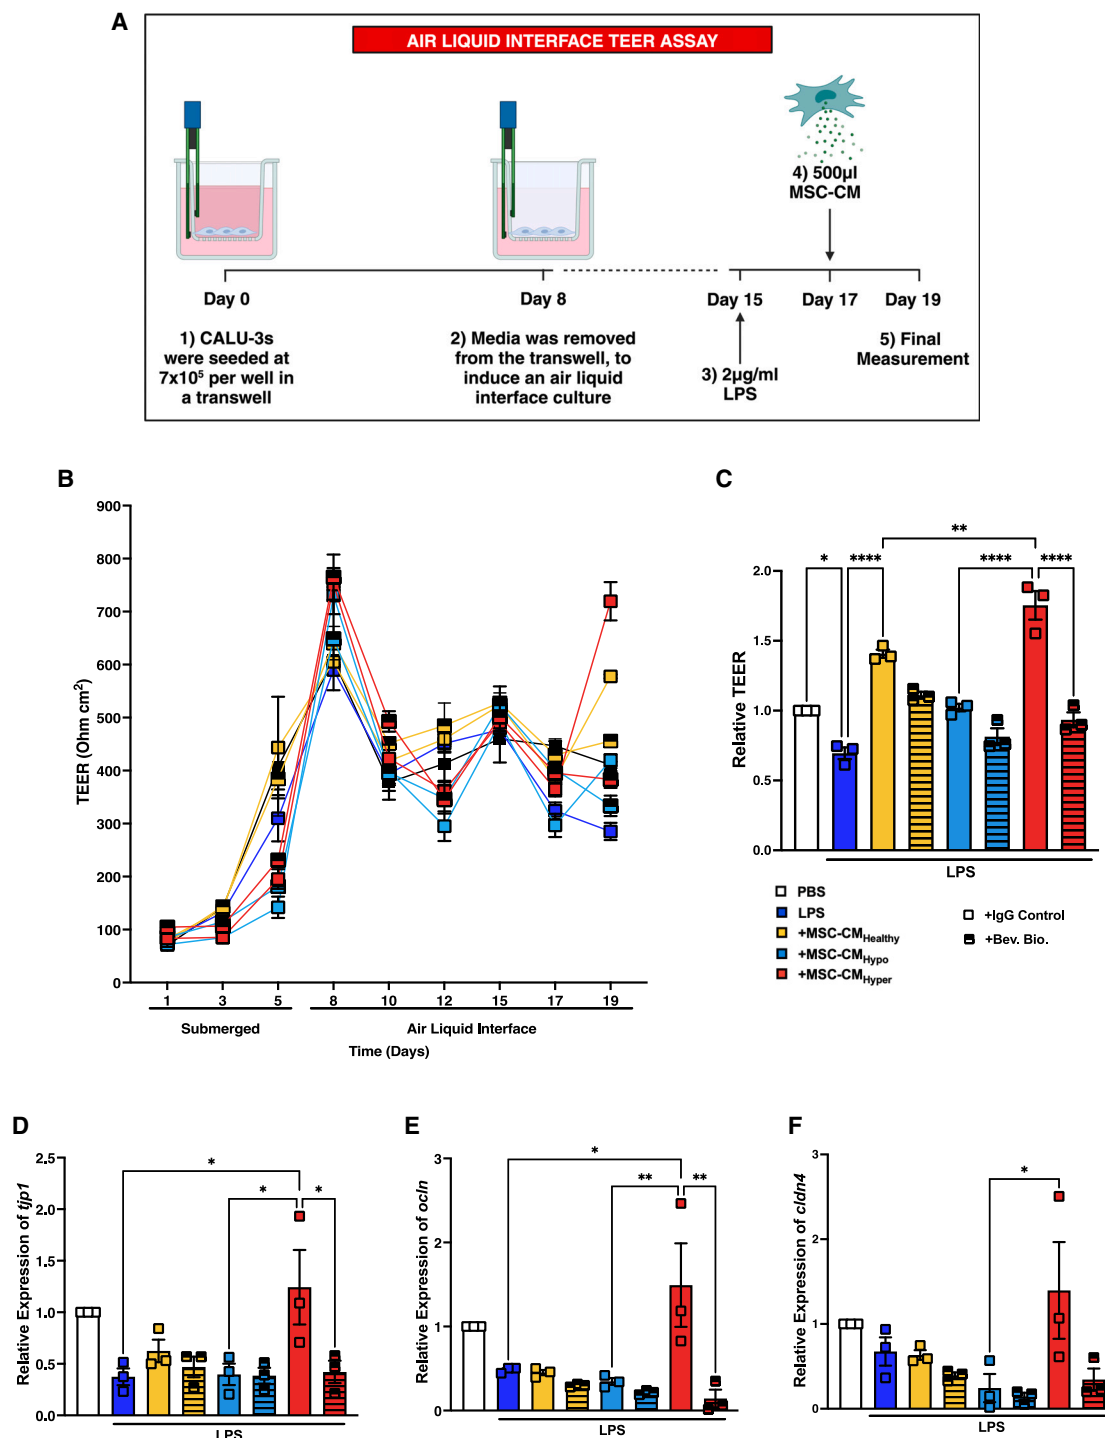 A
AIR LIQUID INTERFACE TEER ASSAY
4) 500µl
MSC-CM
Day 0
Day 8
Day 15
Day 17
Day 19
1) CALU-3s
were seeded at
7x10⁵ per well in
a transwell
2) Media was removed
from the transwell, to
induce an air liquid
interface culture
3) 2µg/ml
LPS
5) Final
Measurement
B
TEER (Ohm cm²)
900
800
700
600
500
400
300
200
100
0
1 3 5 8 10 12 15 17 19
Submerged
Air Liquid Interface
Time (Days)
C
Relative TEER
2.0
1.5
1.0
0.5
0.0
* **** ** **** ****
LPS
PBS
LPS
+MSC-CM_Healthy
+MSC-CM_Hypo
+MSC-CM_Hyper
+IgG Control
+Bev. Bio.
D
Relative Expression of tjp1
2.5
2.0
1.5
1.0
0.5
0.0
* * *
LPS
E
Relative Expression of ocln
3
2
1
0
* ** **
LPS
F
Relative Expression of cldn4
3
2
1
0
*
LPS